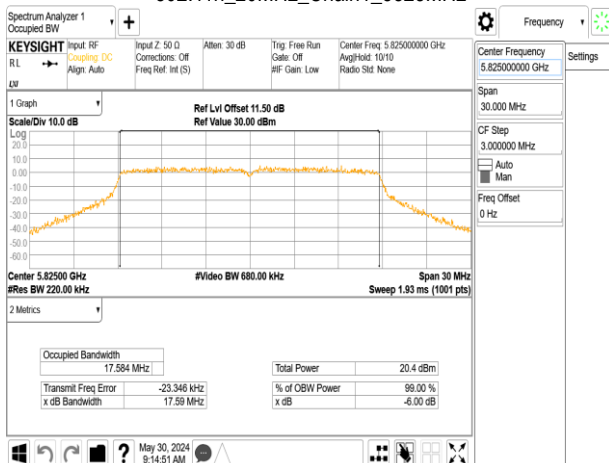 Spectrum Analyzer 1
Occupied BW
+
Frequency
KEYSIGHT
RL
LXI
Input: RF
Coupling: DC
Align: Auto
Input Z: 50 Ω
Corrections: Off
Freq Ref: Int (S)
Atten: 30 dB
Trig: Free Run
Gate: Off
#IF Gain: Low
Center Freq: 5.825000000 GHz
Avg|Hold: 10/10
Radio Std: None
Center Frequency
5.825000000 GHz
Settings
Span
30.000 MHz
CF Step
3.000000 MHz
Auto
Man
Freq Offset
0 Hz
1 Graph
Scale/Div 10.0 dB
Ref Lvl Offset 11.50 dB
Ref Value 30.00 dBm
Log
20.0
10.0
0.00
-10.0
-20.0
-30.0
-40.0
-50.0
-60.0
Center 5.82500 GHz
#Video BW 680.00 kHz
Span 30 MHz
#Res BW 220.00 kHz
Sweep 1.93 ms (1001 pts)
2 Metrics
Occupied Bandwidth
17.584 MHz
Total Power 20.4 dBm
Transmit Freq Error -23.346 kHz
% of OBW Power 99.00 %
x dB Bandwidth 17.59 MHz
x dB -6.00 dB
?
May 30, 2024
9:14:51 AM